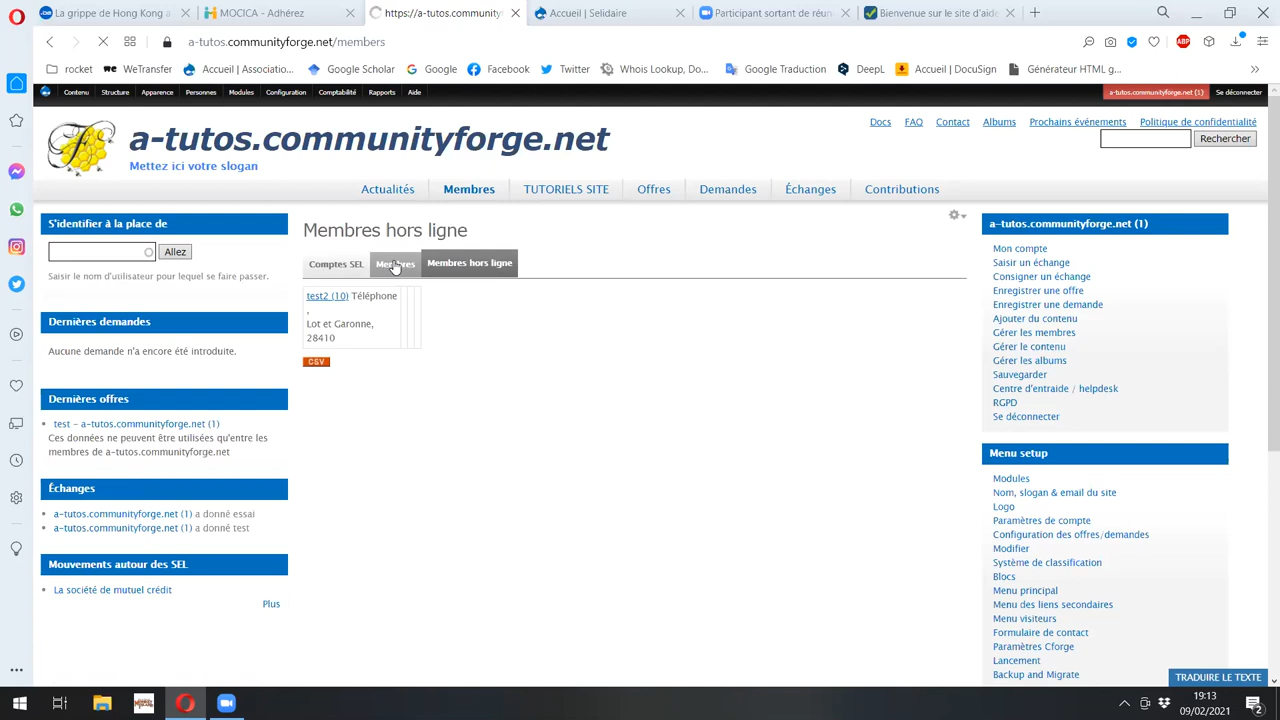 La grippe de Hong Kong a
MOCICA - Adhérez
https://a-tutos.communityf
Accueil | Selidaire
Participant sortant de réun
Bienvenue sur le site d'aide
a-tutos.communityforge.net/members
ABP
rocket
WeTransfer
Accueil | Associatio...
Google Scholar
Google
Facebook
Twitter
Whois Lookup, Do...
Google Traduction
DeepL
Accueil | DocuSign
Générateur HTML g...
Contenu
Structure
Apparence
Personnes
Modules
Configuration
Comptabilité
Rapports
Aide
a-tutos.communityforge.net (1)
Se déconnecter
a-tutos.communityforge.net
Mettez ici votre slogan
Docs
FAQ
Contact
Albums
Prochains événements
Politique de confidentialité
Rechercher
Actualités
Membres
TUTORIELS SITE
Offres
Demandes
Échanges
Contributions
S'identifier à la place de
Allez
Saisir le nom d'utilisateur pour lequel se faire passer.
Dernières demandes
Aucune demande n'a encore été introduite.
Dernières offres
test - a-tutos.communityforge.net (1)
Ces données ne peuvent être utilisées qu'entre les
membres de a-tutos.communityforge.net
Échanges
a-tutos.communityforge.net (1) a donné essai
a-tutos.communityforge.net (1) a donné test
Mouvements autour des SEL
La société de mutuel crédit
Plus
Membres hors ligne
Comptes SEL
Membres
Membres hors ligne
test2 (10) Téléphone
,
Lot et Garonne,
28410
CSV
a-tutos.communityforge.net (1)
Mon compte
Saisir un échange
Consigner un échange
Enregistrer une offre
Enregistrer une demande
Ajouter du contenu
Gérer les membres
Gérer le contenu
Gérer les albums
Sauvegarder
Centre d'entraide / helpdesk
RGPD
Se déconnecter
Menu setup
Modules
Nom, slogan & email du site
Logo
Paramètres de compte
Configuration des offres/demandes
Modifier
Système de classification
Blocs
Menu principal
Menu des liens secondaires
Menu visiteurs
Formulaire de contact
Paramètres Cforge
Lancement
Backup and Migrate
TRADUIRE LE TEXTE
19:13
09/02/2021
2